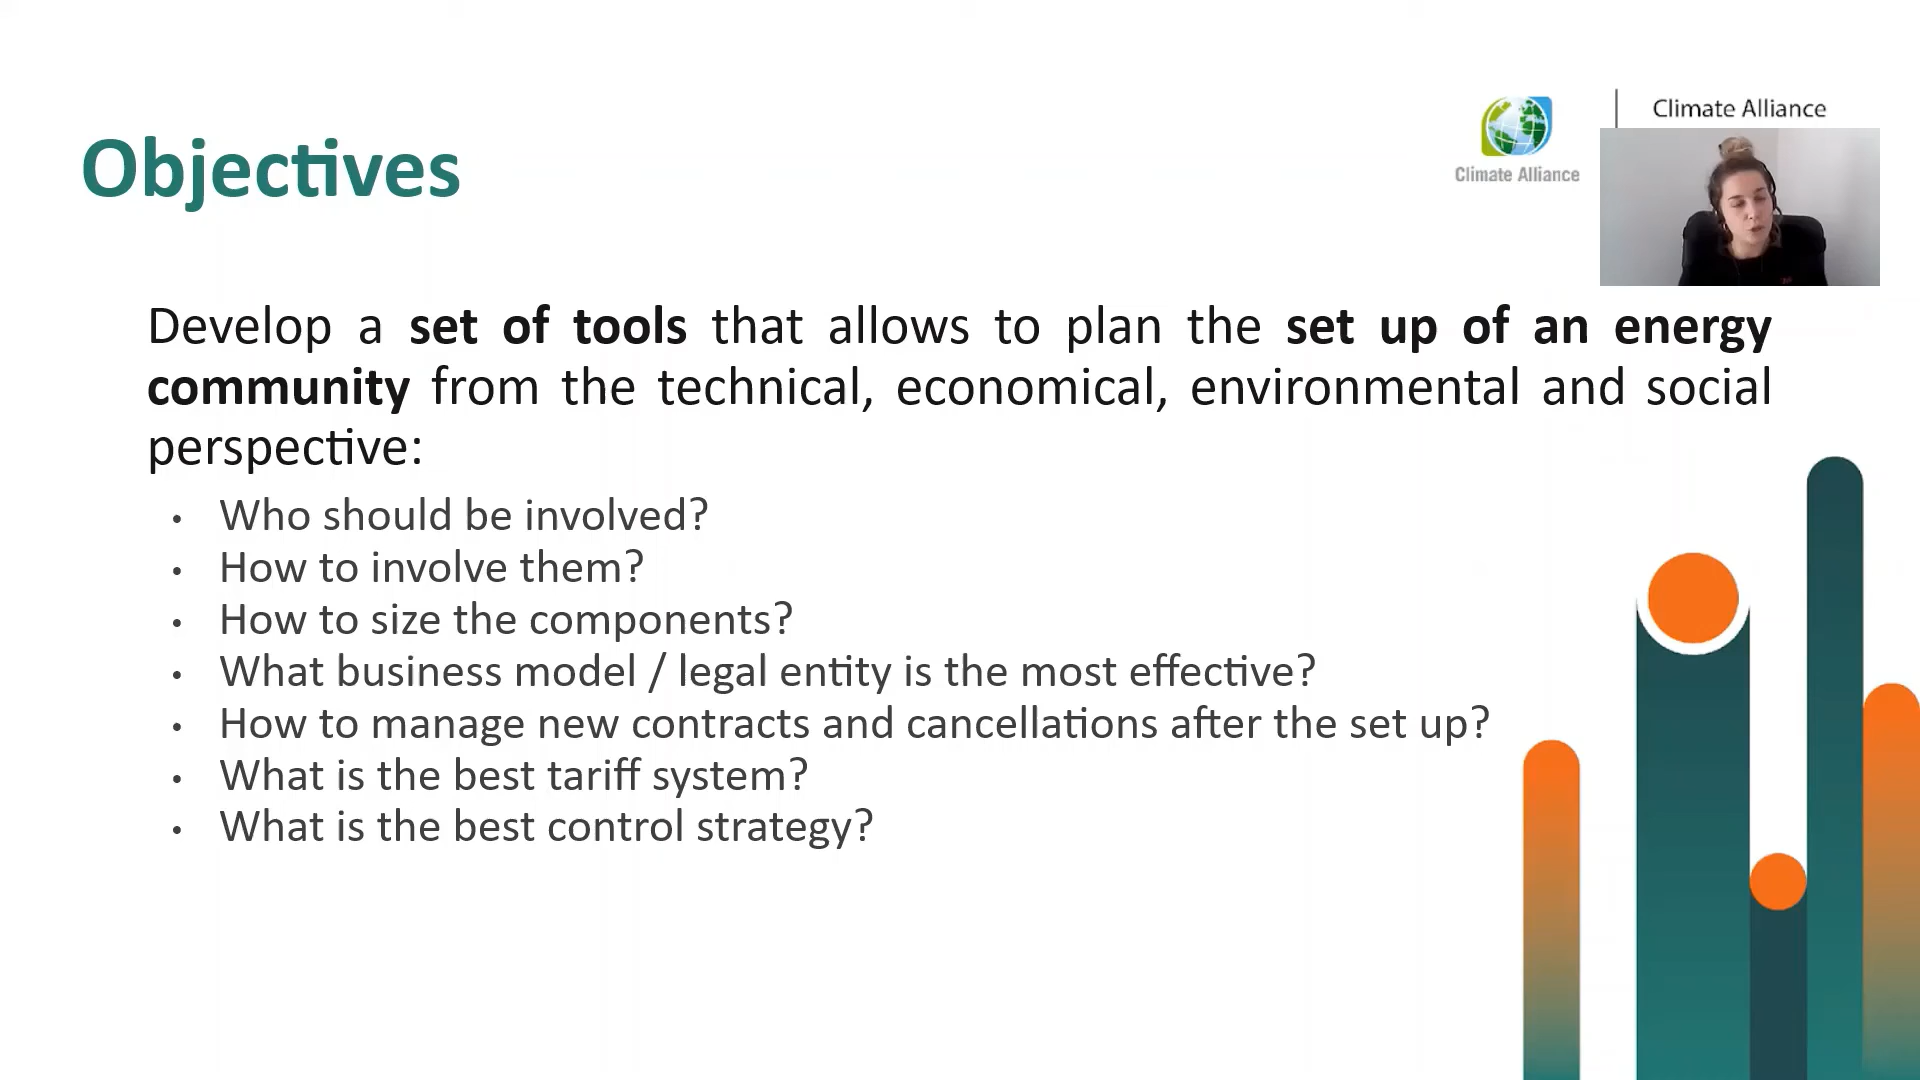 Climate Alliance
Objectives
Climate Alliance
Develop a set of tools that allows to plan the set up of an energy
community from the technical, economical, environmental and social
perspective:
• Who should be involved?
• How to involve them?
• How to size the components?
• What business model / legal entity is the most effective?
• How to manage new contracts and cancellations after the set up?
• What is the best tariff system?
• What is the best control strategy?